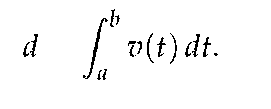 d ∫_a^b v(t) dt.